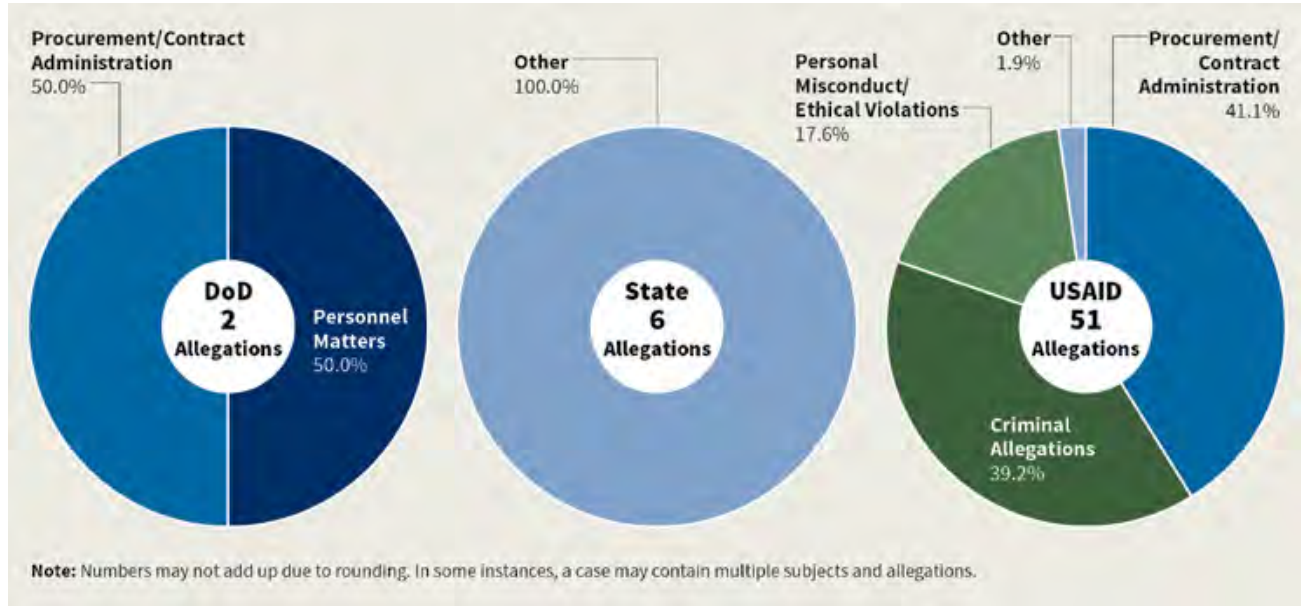 Procurement/Contract
Administration
50.0%
DoD
2
Allegations
Personnel
Matters
50.0%
Other
100.0%
State
6
Allegations
Personal
Misconduct/
Ethical Violations
17.6%
Other
1.9%
Procurement/
Contract
Administration
41.1%
USAID
51
Allegations
Criminal
Allegations
39.2%
Note: Numbers may not add up due to rounding. In some instances, a case may contain multiple subjects and allegations.